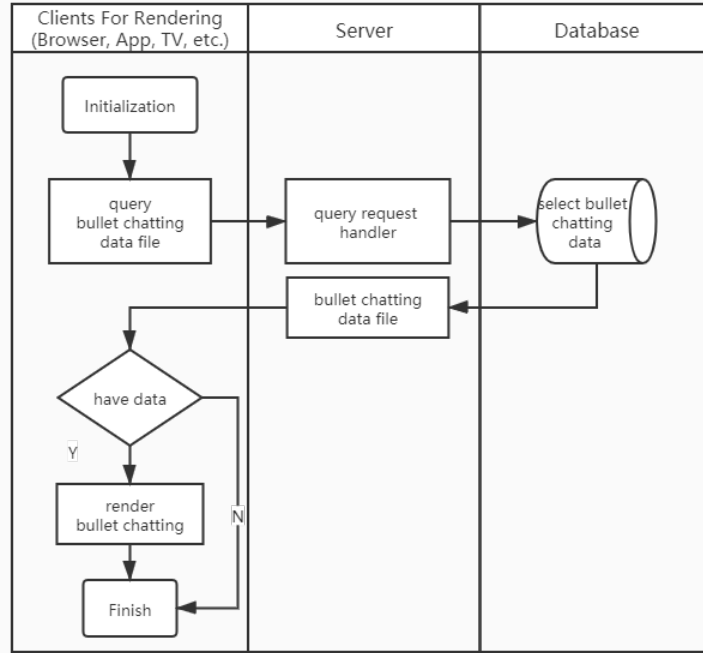 Clients For Rendering
(Browser, App, TV, etc.)
Server
Database
Initialization
query
bullet chatting
data file
query request
handler
select bullet
chatting
data
bullet chatting
data file
have data
Y
render
bullet chatting
N
Finish